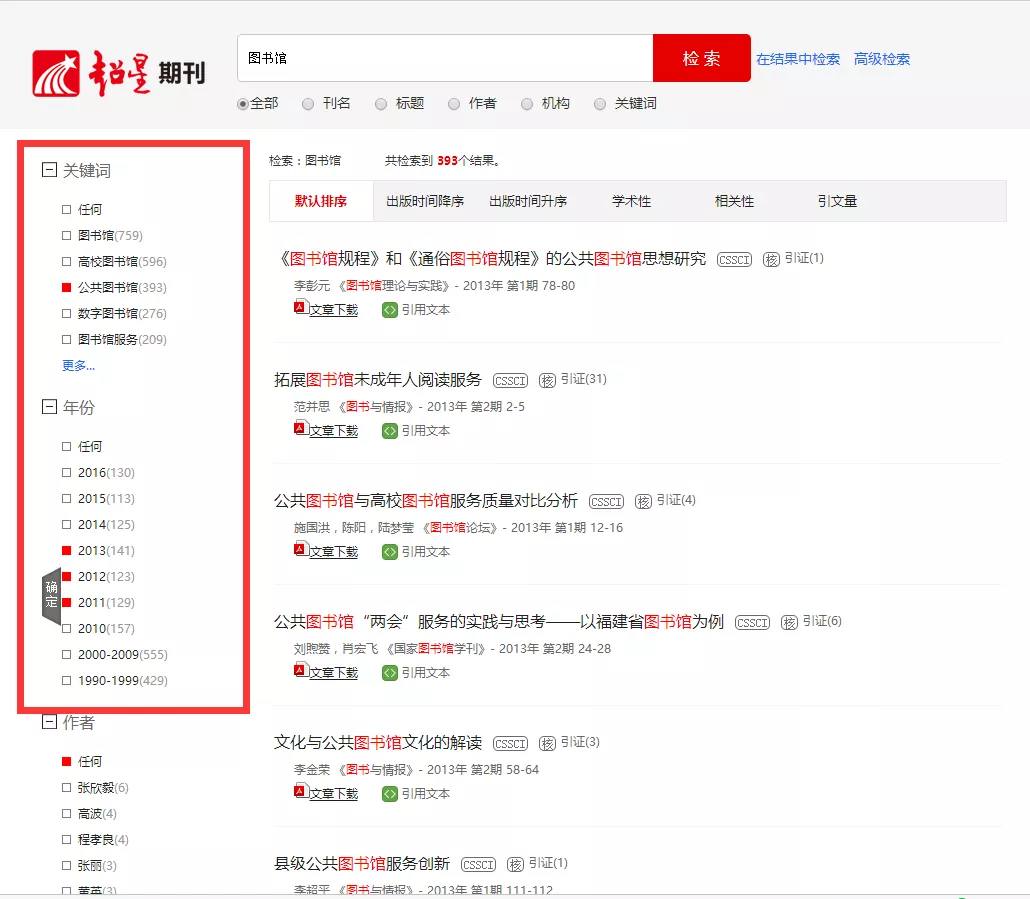 超星 期刊
图书馆
检 索
在结果中检索 高级检索
全部 刊名 标题 作者 机构 关键词
关键词
任何
图书馆(759)
高校图书馆(596)
公共图书馆(393)
数字图书馆(276)
图书馆服务(209)
更多...
年份
任何
2016(130)
2015(113)
2014(125)
2013(141)
2012(123)
2011(129)
2010(157)
2000-2009(555)
1990-1999(429)
确定
作者
任何
张欣毅(6)
高波(4)
程孝良(4)
张丽(3)
黄英(3)
检索：图书馆 共检索到 393个结果。
默认排序 出版时间降序 出版时间升序 学术性 相关性 引文量
《图书馆规程》和《通俗图书馆规程》的公共图书馆思想研究 CSSCI 核 引证(1)
李彭元 《图书馆理论与实践》- 2013年 第1期 78-80
文章下载 引用文本
拓展图书馆未成年人阅读服务 CSSCI 核 引证(31)
范并思 《图书与情报》- 2013年 第2期 2-5
文章下载 引用文本
公共图书馆与高校图书馆服务质量对比分析 CSSCI 核 引证(4)
施国洪，陈阳，陆梦莹 《图书馆论坛》- 2013年 第1期 12-16
文章下载 引用文本
公共图书馆“两会”服务的实践与思考——以福建省图书馆为例 CSSCI 核 引证(6)
刘煦赞，肖宏飞 《国家图书馆学刊》- 2013年 第2期 24-28
文章下载 引用文本
文化与公共图书馆文化的解读 CSSCI 核 引证(3)
李金荣 《图书与情报》- 2013年 第2期 58-64
文章下载 引用文本
县级公共图书馆服务创新 CSSCI 核 引证(1)
李超平 《图书与情报》- 2013年 第1期 111-112